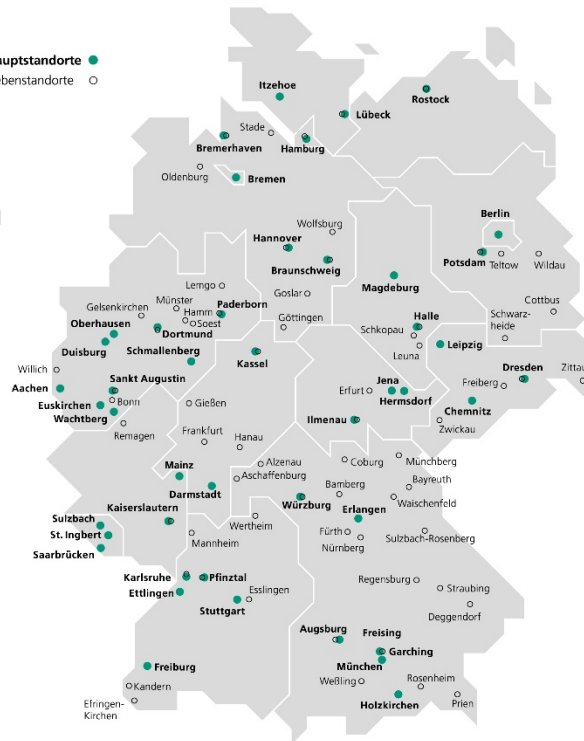 auptstandorte
ebenstandorte
Itzehoe
Rostock
Lübeck
Stade
Bremerhaven
Hamburg
Oldenburg
Bremen
Berlin
Wolfsburg
Hannover
Potsdam
Teltow
Wildau
Braunschweig
Magdeburg
Lemgo
Goslar
Cottbus
Münster
Paderborn
Gelsenkirchen
Hamm
Halle
Schwarz-
heide
Oberhausen
Soest
Göttingen
Dortmund
Schkopau
Leipzig
Duisburg
Schmallenberg
Kassel
Leuna
Willich
Dresden
Zittau
Aachen
Sankt Augustin
Erfurt
Jena
Freiberg
Hermsdorf
Euskirchen
Bonn
Gießen
Chemnitz
Wachtberg
Ilmenau
Zwickau
Remagen
Frankfurt
Hanau
Münchberg
Mainz
Alzenau
Coburg
Aschaffenburg
Bayreuth
Darmstadt
Bamberg
Würzburg
Waischenfeld
Kaiserslautern
Erlangen
Sulzbach
Wertheim
St. Ingbert
Fürth
Mannheim
Sulzbach-Rosenberg
Nürnberg
Saarbrücken
Karlsruhe
Pfinztal
Regensburg
Ettlingen
Esslingen
Straubing
Stuttgart
Deggendorf
Augsburg
Freising
Garching
Freiburg
München
Kandern
Weßling
Rosenheim
Efringen-
Kirchen
Holzkirchen
Prien